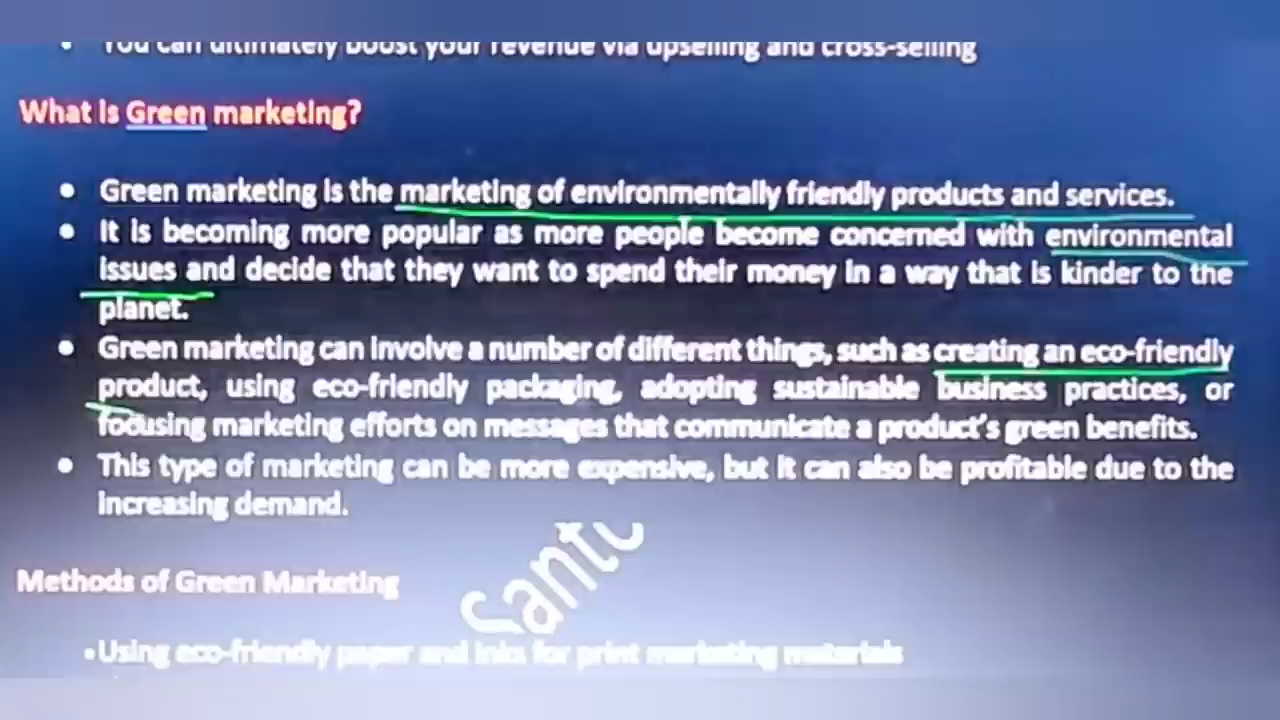 • You can ultimately boost your revenue via upselling and cross-selling
What is Green marketing?
• Green marketing is the marketing of environmentally friendly products and services.
• It is becoming more popular as more people become concerned with environmental
issues and decide that they want to spend their money in a way that is kinder to the
planet.
• Green marketing can involve a number of different things, such as creating an eco-friendly
product, using eco-friendly packaging, adopting sustainable business practices, or
focusing marketing efforts on messages that communicate a product's green benefits.
• This type of marketing can be more expensive, but it can also be profitable due to the
increasing demand.
Methods of Green Marketing
• Using eco-friendly paper and inks for print marketing materials